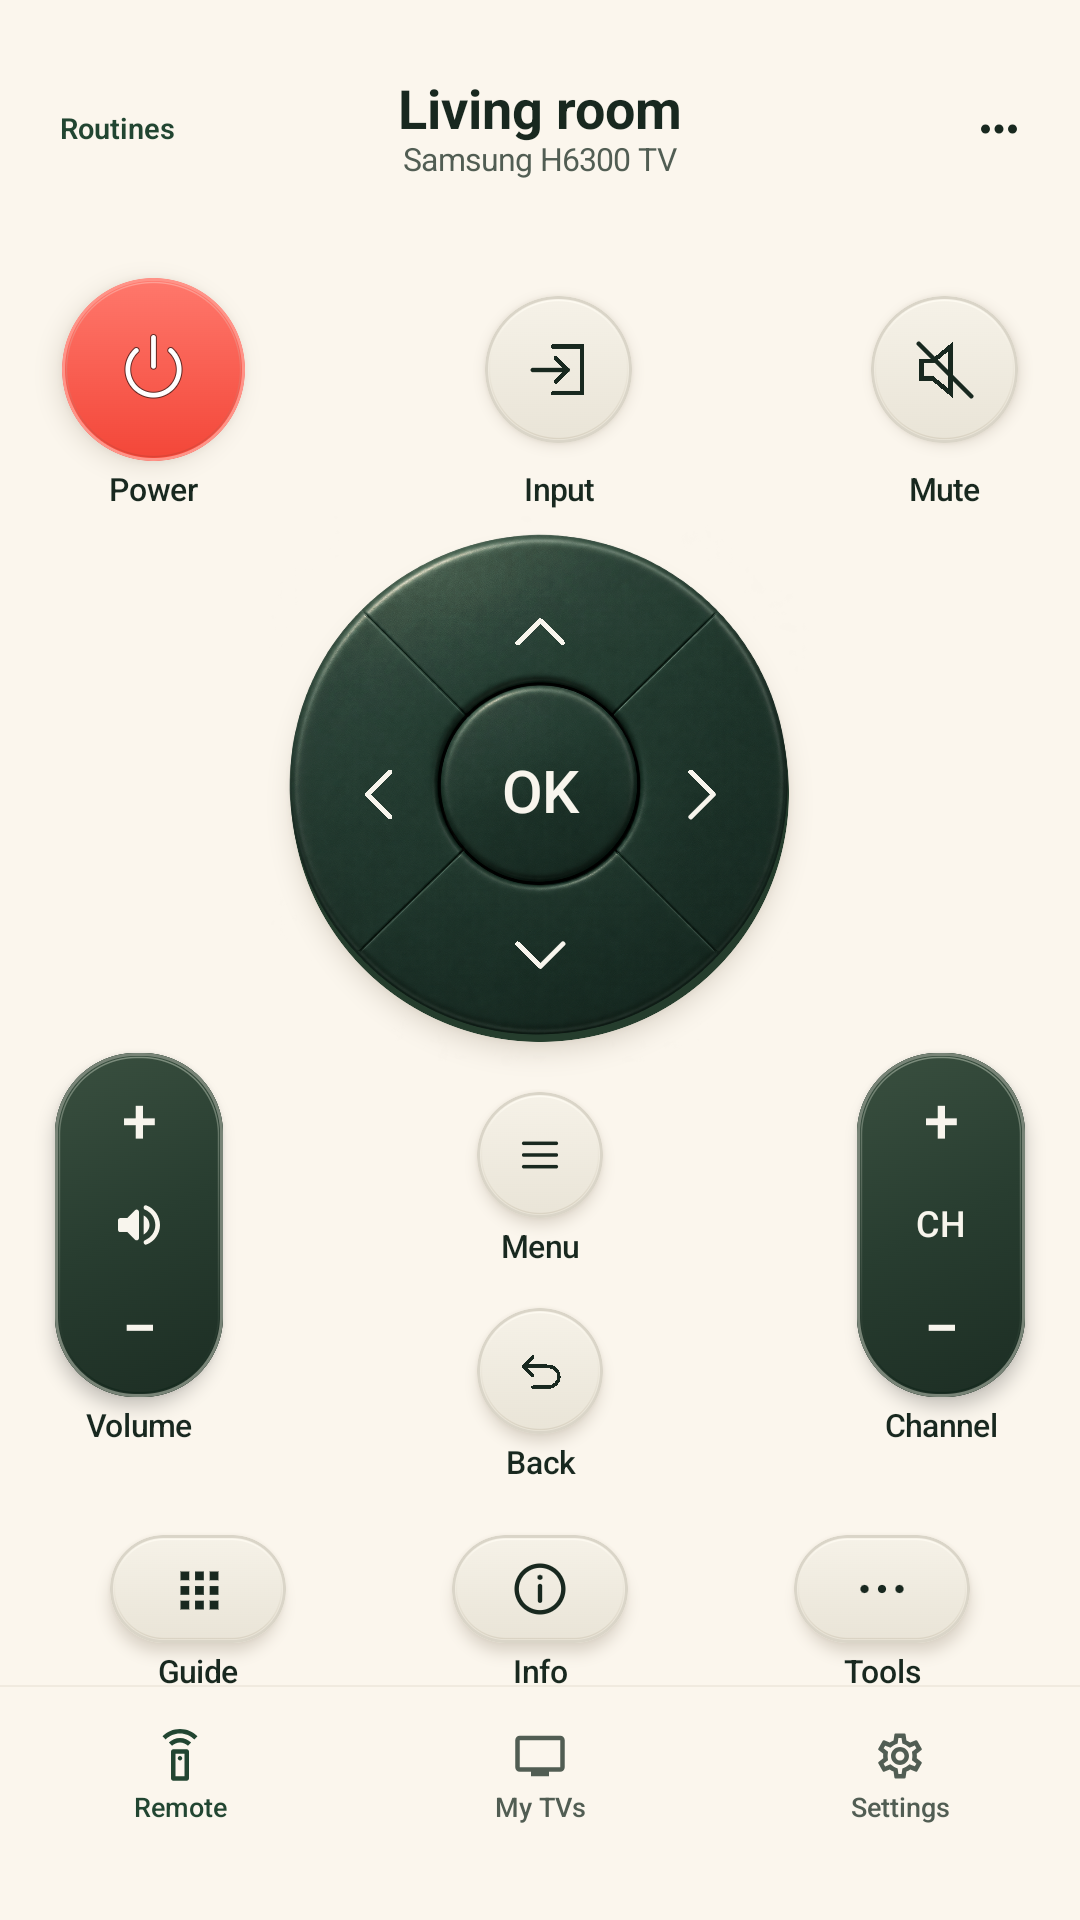 Routines
Living room
Samsung H6300 TV
Power
Input
Mute
OK
CH
Menu
Volume
Channel
Back
Guide
Info
Tools
Remote
My TVs
Settings